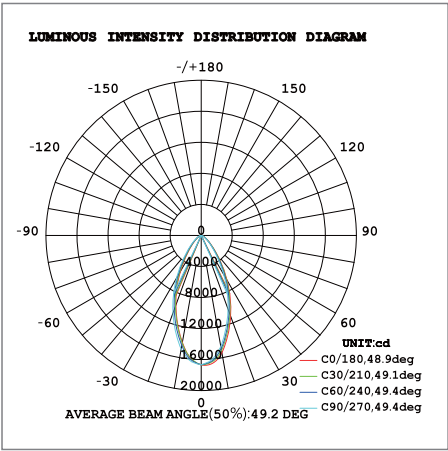 LUMINOUS INTENSITY DISTRIBUTION DIAGRAM
-/+180
-150 150
-120 120
-90 0 90
4000
8000
-60 12000 60
UNIT:cd
16000 C0/180,48.9deg
-30 30 C30/210,49.1deg
20000 C60/240,49.4deg
0 C90/270,49.4deg
AVERAGE BEAM ANGLE(50%):49.2 DEG